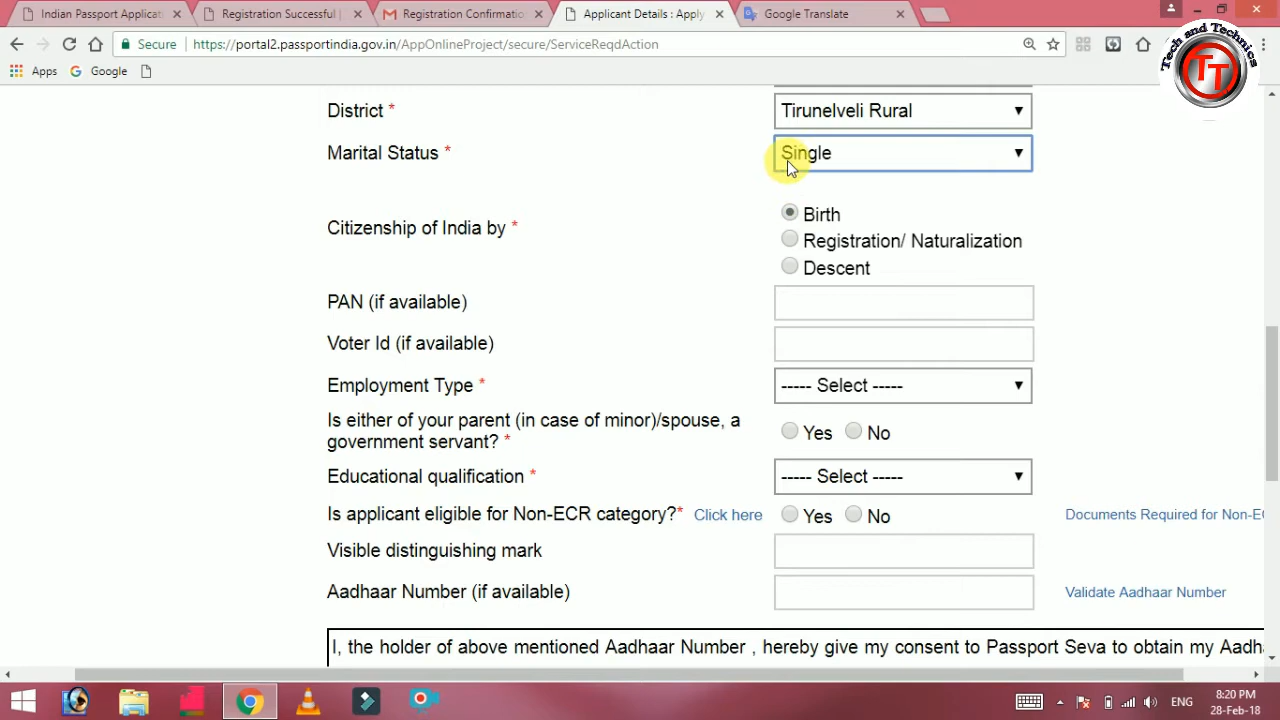 Indian Passport Applicat
Registration Successful |
Registration Confirmatio
Applicant Details : Apply
Google Translate
Secure
https://portal2.passportindia.gov.in/AppOnlineProject/secure/ServiceReqdAction
Apps
Google
Tech and Technics
TT
District *
Tirunelveli Rural
Marital Status *
Single
Citizenship of India by *
Birth
Registration/ Naturalization
Descent
PAN (if available)
Voter Id (if available)
Employment Type *
----- Select -----
Is either of your parent (in case of minor)/spouse, a
government servant? *
Yes No
Educational qualification *
----- Select -----
Is applicant eligible for Non-ECR category?* Click here
Yes No
Documents Required for Non-EC
Visible distinguishing mark
Aadhaar Number (if available)
Validate Aadhaar Number
I, the holder of above mentioned Aadhaar Number , hereby give my consent to Passport Seva to obtain my Aadha
ENG
8:20 PM
28-Feb-18